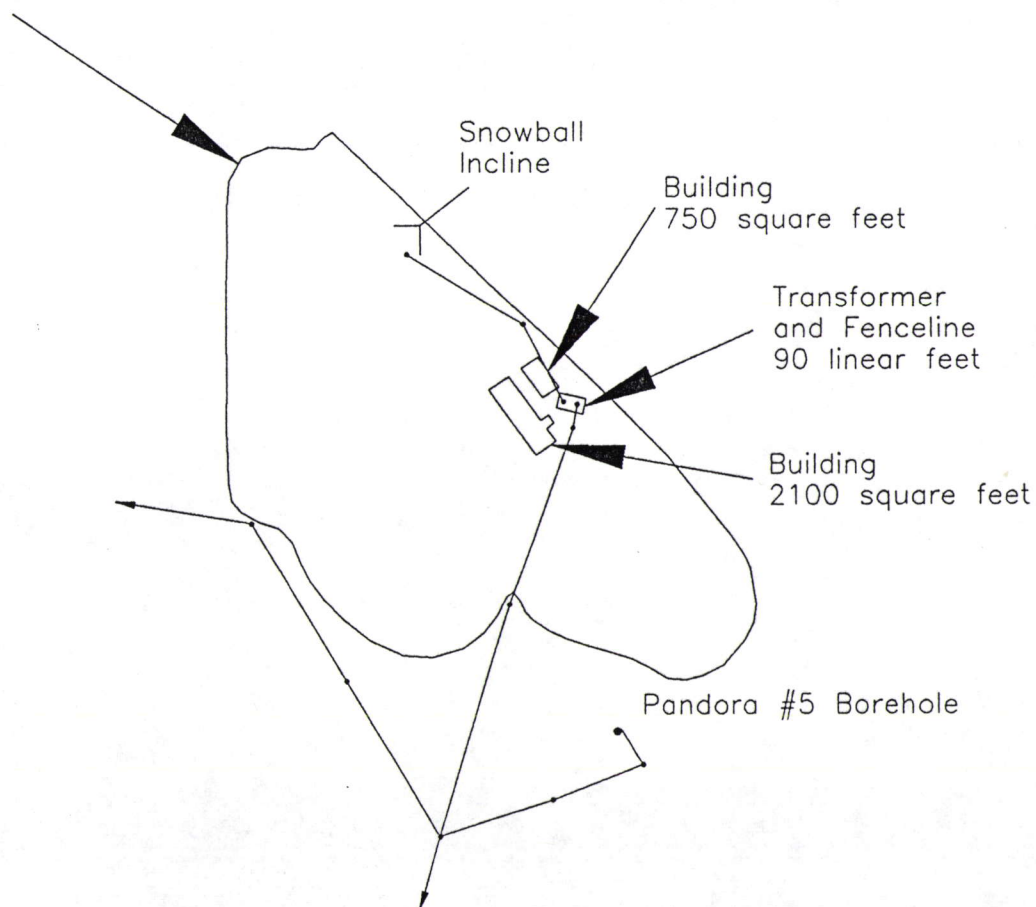 Snowball
Incline
Building
750 square feet
Transformer
and Fenceline
90 linear feet
Building
2100 square feet
Pandora #5 Borehole